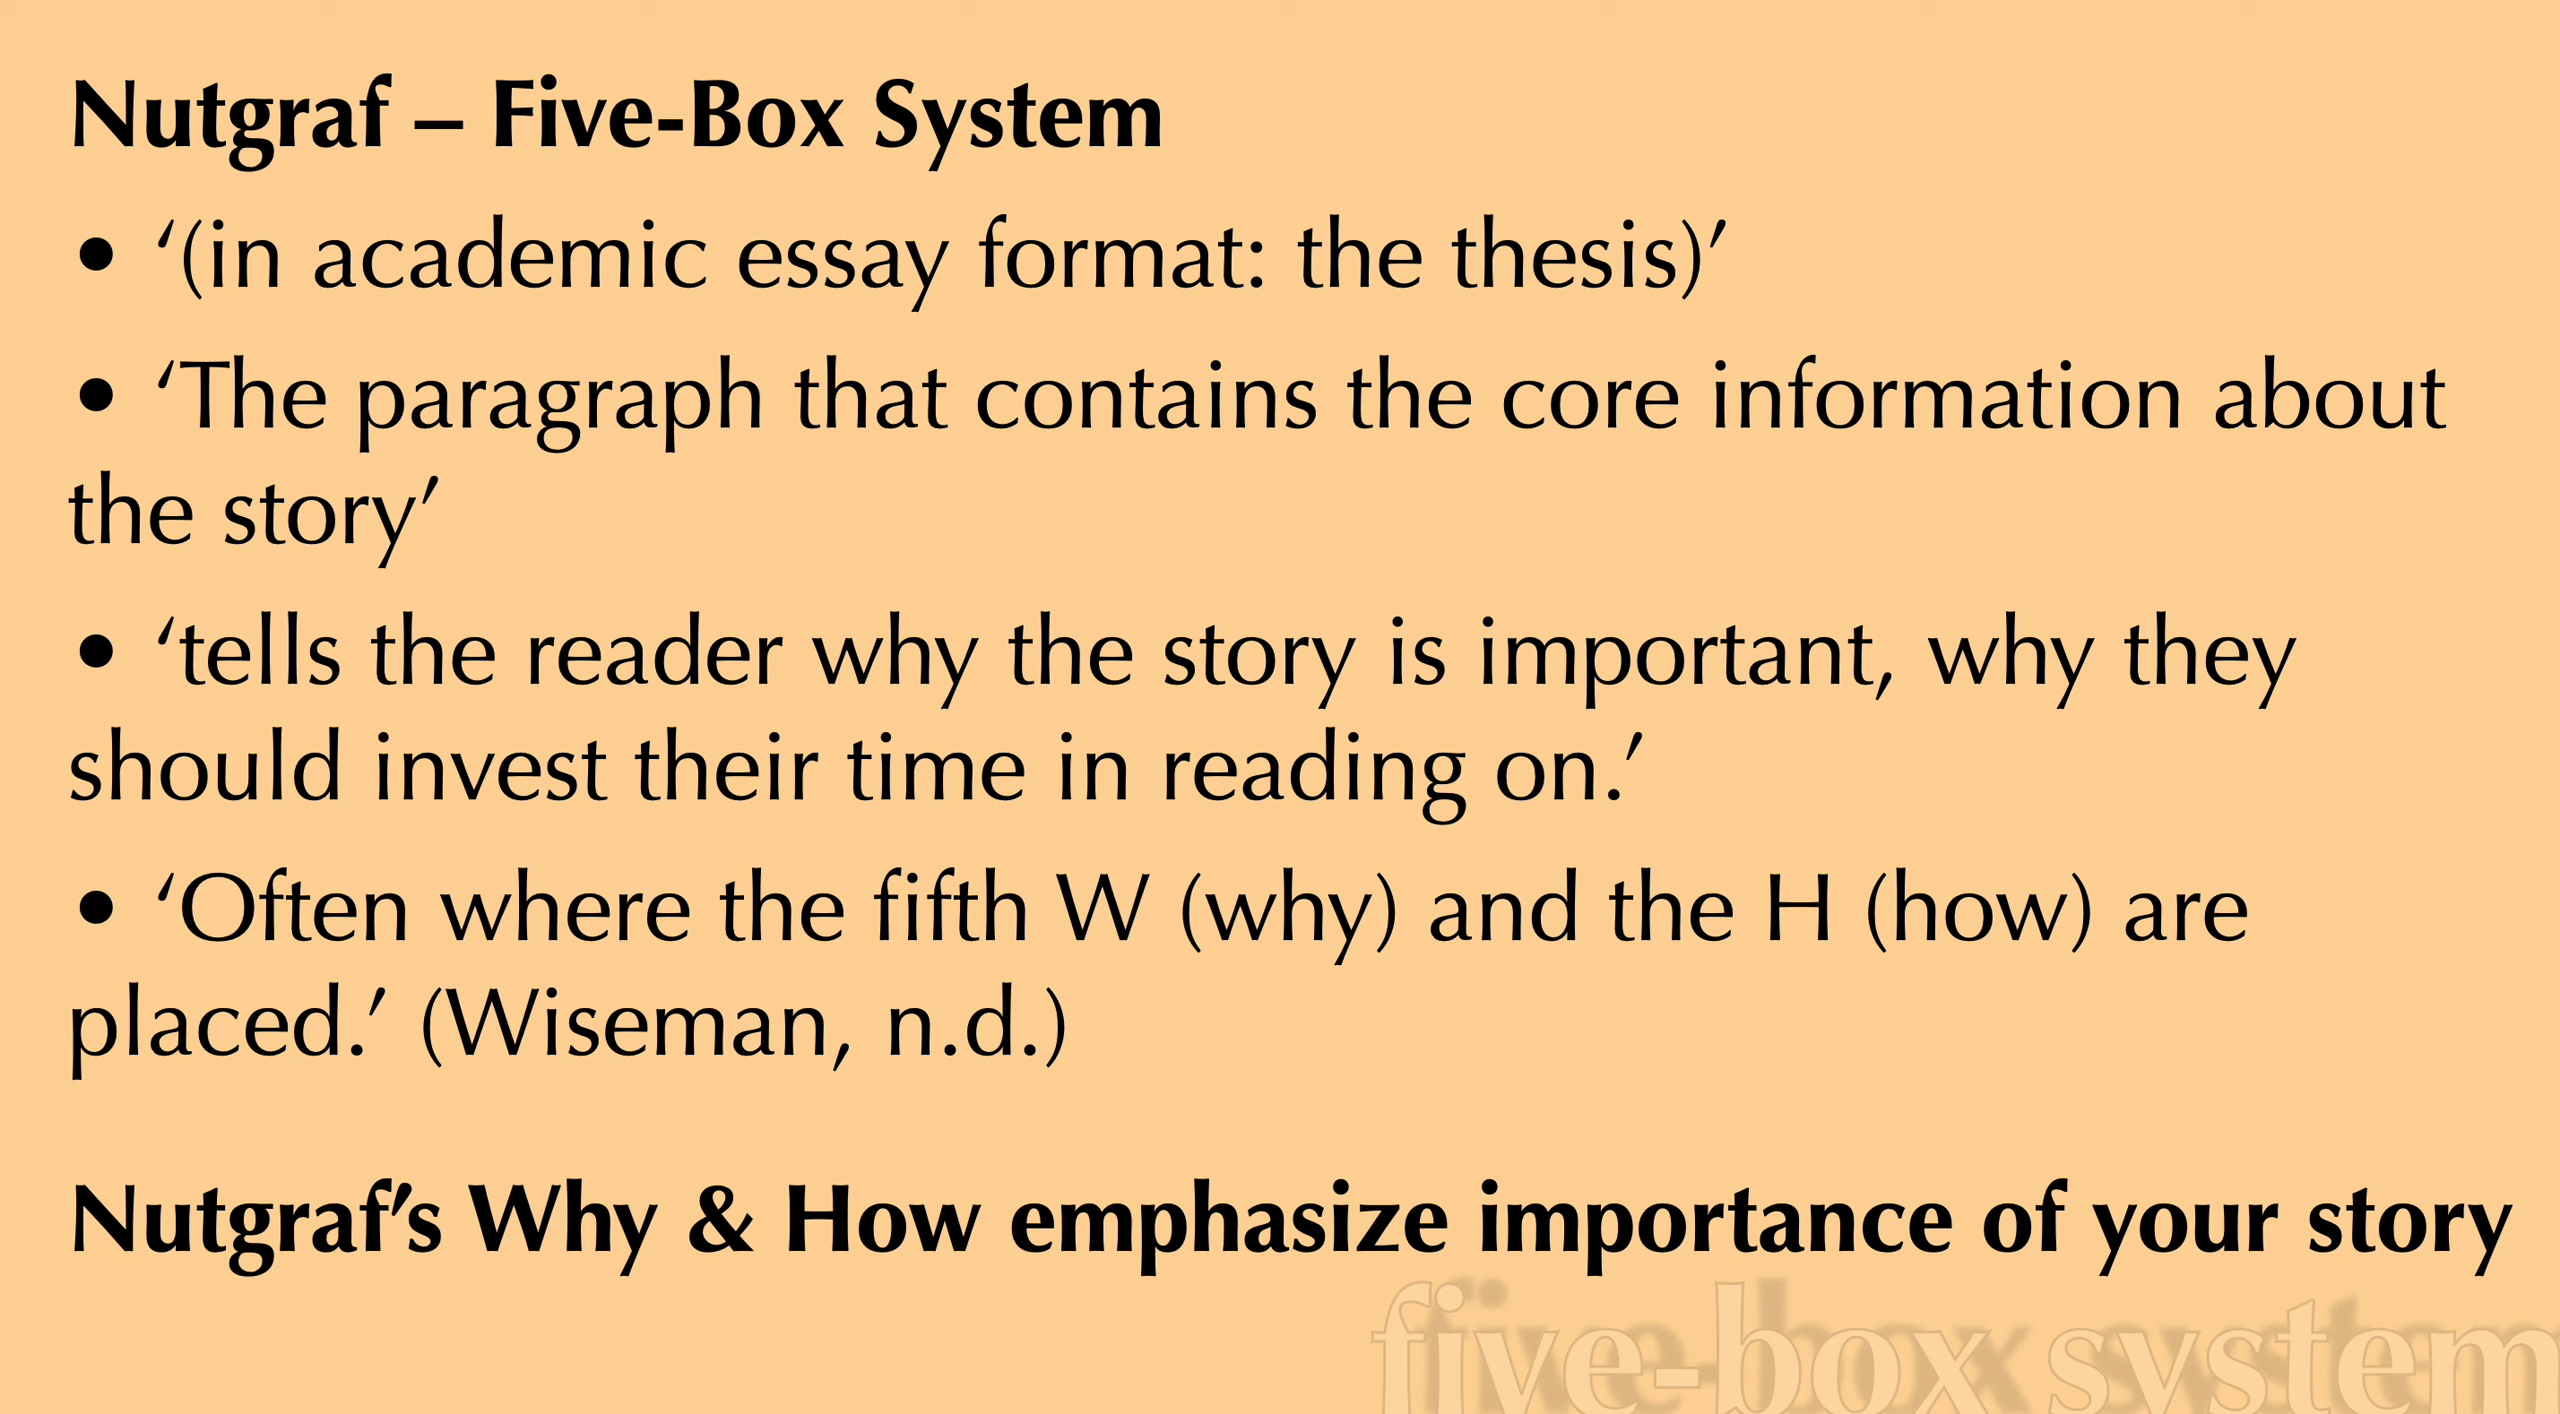 Nutgraf – Five-Box System
• ‘(in academic essay format: the thesis)’
• ‘The paragraph that contains the core information about
the story’
• ‘tells the reader why the story is important, why they
should invest their time in reading on.’
• ‘Often where the fifth W (why) and the H (how) are
placed.’ (Wiseman, n.d.)
Nutgraf’s Why & How emphasize importance of your story
five-box system